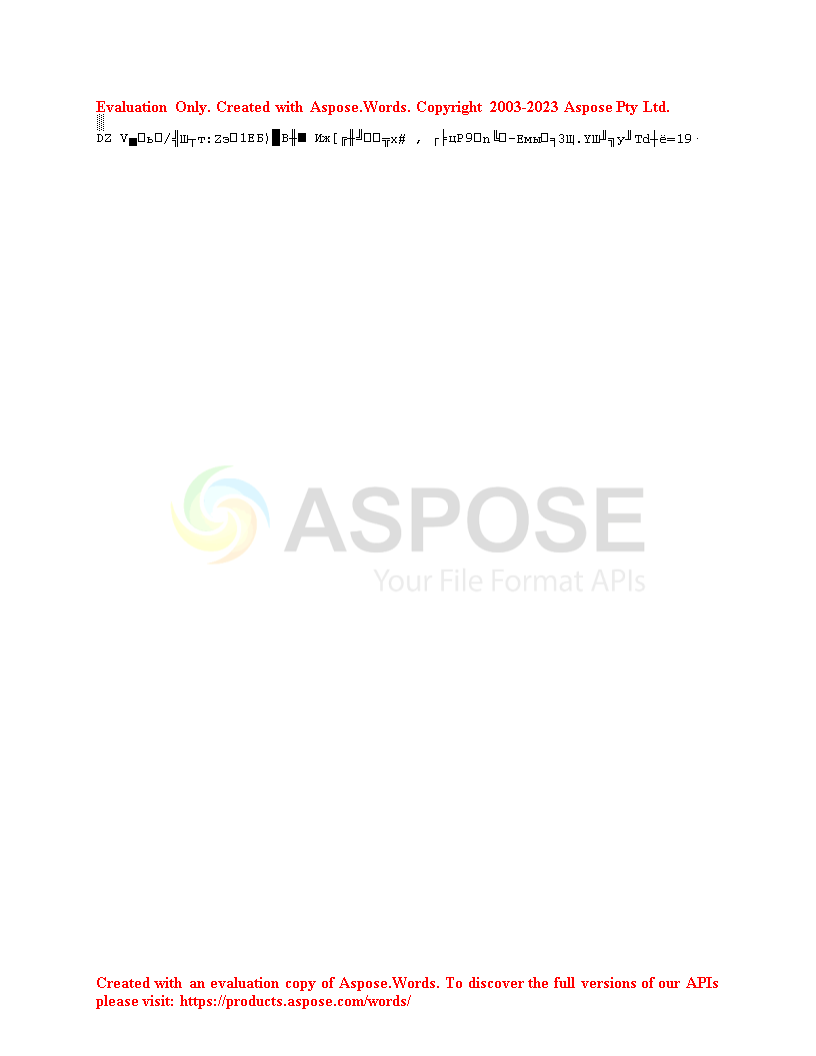 Evaluation Only. Created with Aspose.Words. Copyright 2003-2023 Aspose Pty Ltd.
░
DZ V▄□ь□/╣Ш┬т:Zэ□1ЕБ)█В╫■ Иж[╔╫╝□□╦х# , ┌╞цР9□n╚□-Емы□╕ЗЩ.YШ╝╗у╜Td┼ё=19·
ASPOSE
Your File Format APIs
Created with an evaluation copy of Aspose.Words. To discover the full versions of our APIs
please visit: https://products.aspose.com/words/